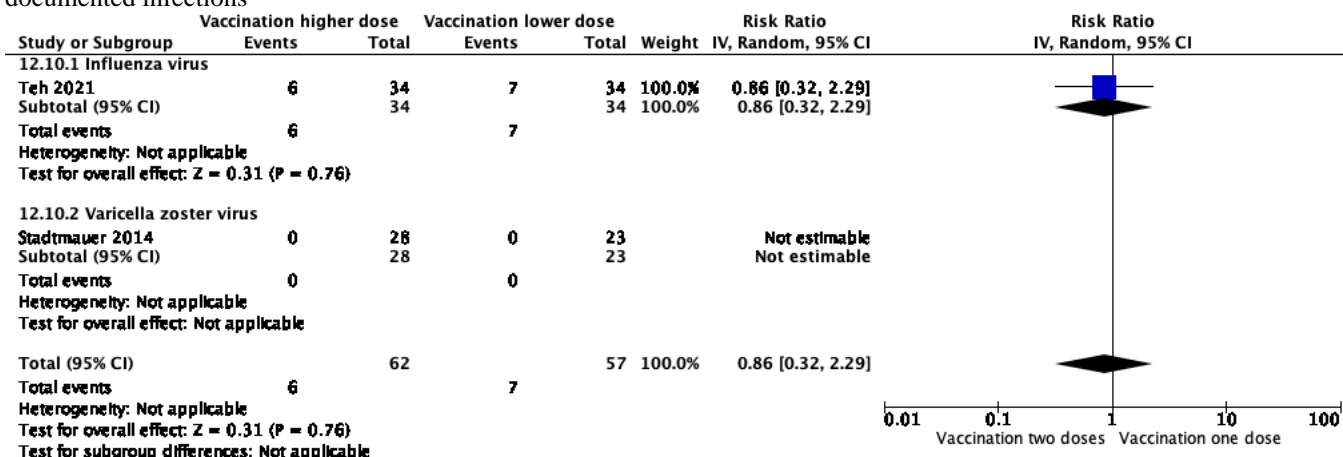 documented infections
Vaccination higher dose Vaccination lower dose Risk Ratio Risk Ratio
Study or Subgroup Events Total Events Total Weight IV, Random, 95% CI IV, Random, 95% CI
12.10.1 Influenza virus
Teh 2021 6 34 7 34 100.0% 0.86 [0.32, 2.29]
Subtotal (95% CI) 34 34 100.0% 0.86 [0.32, 2.29]
Total events 6 7
Heterogeneity: Not applicable
Test for overall effect: Z = 0.31 (P = 0.76)
12.10.2 Varicella zoster virus
Stadtmauer 2014 0 28 0 23 Not estimable
Subtotal (95% CI) 28 23 Not estimable
Total events 0 0
Heterogeneity: Not applicable
Test for overall effect: Not applicable
Total (95% CI) 62 57 100.0% 0.86 [0.32, 2.29]
Total events 6 7
Heterogeneity: Not applicable
Test for overall effect: Z = 0.31 (P = 0.76)
Test for subgroup differences: Not applicable
0.01 0.1 1 10 100
Vaccination two doses Vaccination one dose